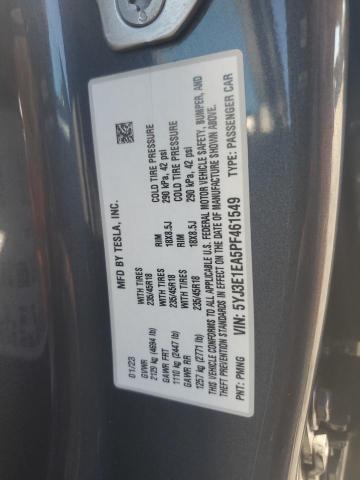 MFD BY TESLA, INC.
01/23
GVWR
2129 kg (4694 lb)
GAWR FRT
1110 kg (2447 lb)
WITH TIRES
235/45R18
RIM
18X8.5J
COLD TIRE PRESSURE
290 kPa, 42 psi
GAWR RR
1257 kg (2771 lb)
WITH TIRES
235/45R18
RIM
18X8.5J
COLD TIRE PRESSURE
290 kPa, 42 psi
THIS VEHICLE CONFORMS TO ALL APPLICABLE U.S. FEDERAL MOTOR VEHICLE SAFETY, BUMPER, AND
THEFT PREVENTION STANDARDS IN EFFECT ON THE DATE OF MANUFACTURE SHOWN ABOVE.
VIN: 5YJ3E1EA5PF461549
PNT: PMNG
TYPE: PASSENGER CAR